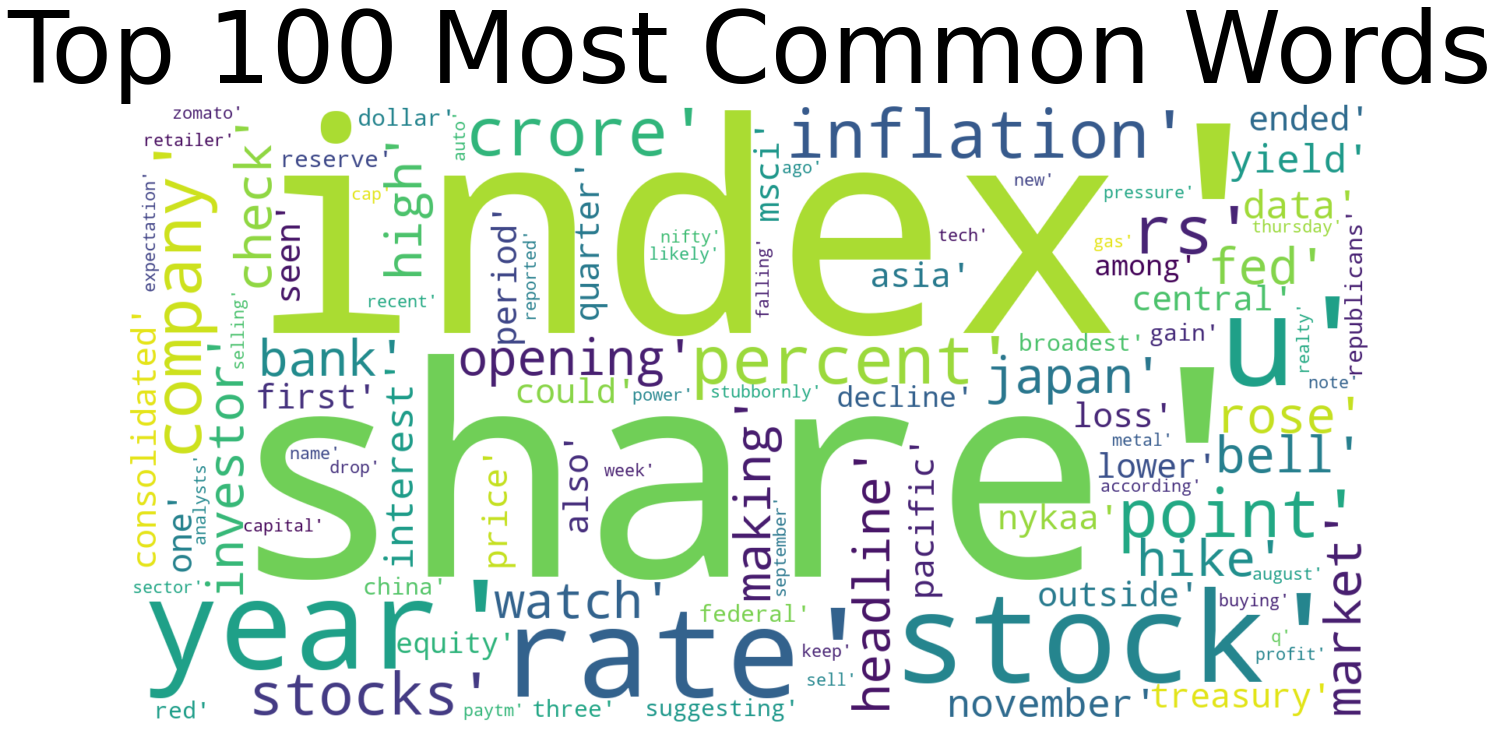 Top 100 Most Common Words
zomato'
retailer'
dollar'
auto'
crore'
msci'
inflation'
ended'
yield'
reserve'
check'
high'
cap'
index'
ago'
new'
pressure'
data'
thursday'
expectation'
company'
seen'
period'
reported'
quarter'
nifty'
likely'
falling'
tech'
asia'
gas'
rs'
among'
fed'
republicans'
recent'
central'
consolidated'
selling'
investor'
bank'
opening'
percent'
broadest'
gain'
u'
realty'
first'
interest
could'
power'
stubbornly'
decline'
japan'
note'
share'
loss'
rose'
metal'
lower'
bell'
according'
name'
drop'
also'
week'
making'
headline'
pacific'
one'
analysts'
capital'
price'
september'
nykaa'
point'
hike'
august'
market'
sector'
china'
year'
watch'
federal'
outside'
buying'
equity'
rate'
keep'
stock'
q'
profit'
sell'
red'
stocks'
paytm'
three'
suggesting'
november'
treasury'